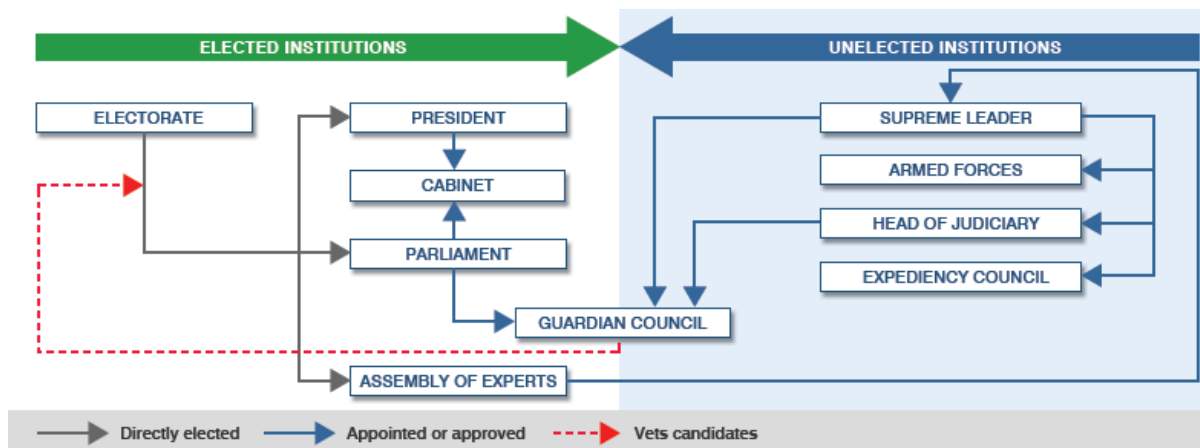 ELECTED INSTITUTIONS
UNELECTED INSTITUTIONS
ELECTORATE
PRESIDENT
SUPREME LEADER
CABINET
ARMED FORCES
PARLIAMENT
HEAD OF JUDICIARY
EXPEDIENCY COUNCIL
GUARDIAN COUNCIL
ASSEMBLY OF EXPERTS
Directly elected
Appointed or approved
Vets candidates